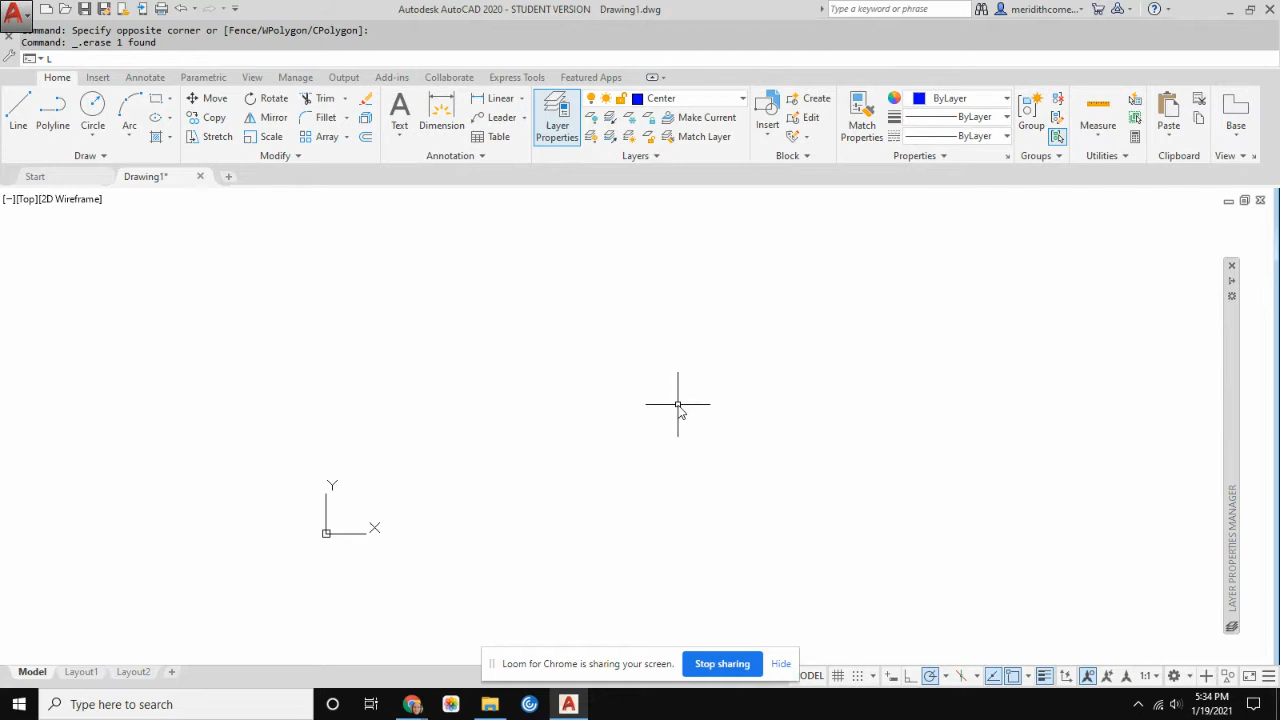 Autodesk AutoCAD 2020 - STUDENT VERSION Drawing1.dwg
Type a keyword or phrase
meridithcome...
Command: Specify opposite corner or [Fence/WPolygon/CPolygon]:
Command: _.erase 1 found
L
Home Insert Annotate Parametric View Manage Output Add-ins Collaborate Express Tools Featured Apps
Line Polyline Circle Arc
Draw
Move Rotate Trim
Copy Mirror Fillet
Stretch Scale Array
Modify
Text Dimension
Linear
Leader
Table
Annotation
Layer Properties
Center
Make Current
Match Layer
Layers
Insert
Create
Edit
Block
Match Properties
ByLayer
ByLayer
ByLayer
Properties
Group
Groups
Measure
Utilities
Paste
Clipboard
Base
View
Start Drawing1*
[−][Top][2D Wireframe]
Y
X
LAYER PROPERTIES MANAGER
Loom for Chrome is sharing your screen. Stop sharing Hide
Model Layout1 Layout2
ODEL
1:1
Type here to search
5:34 PM
1/19/2021